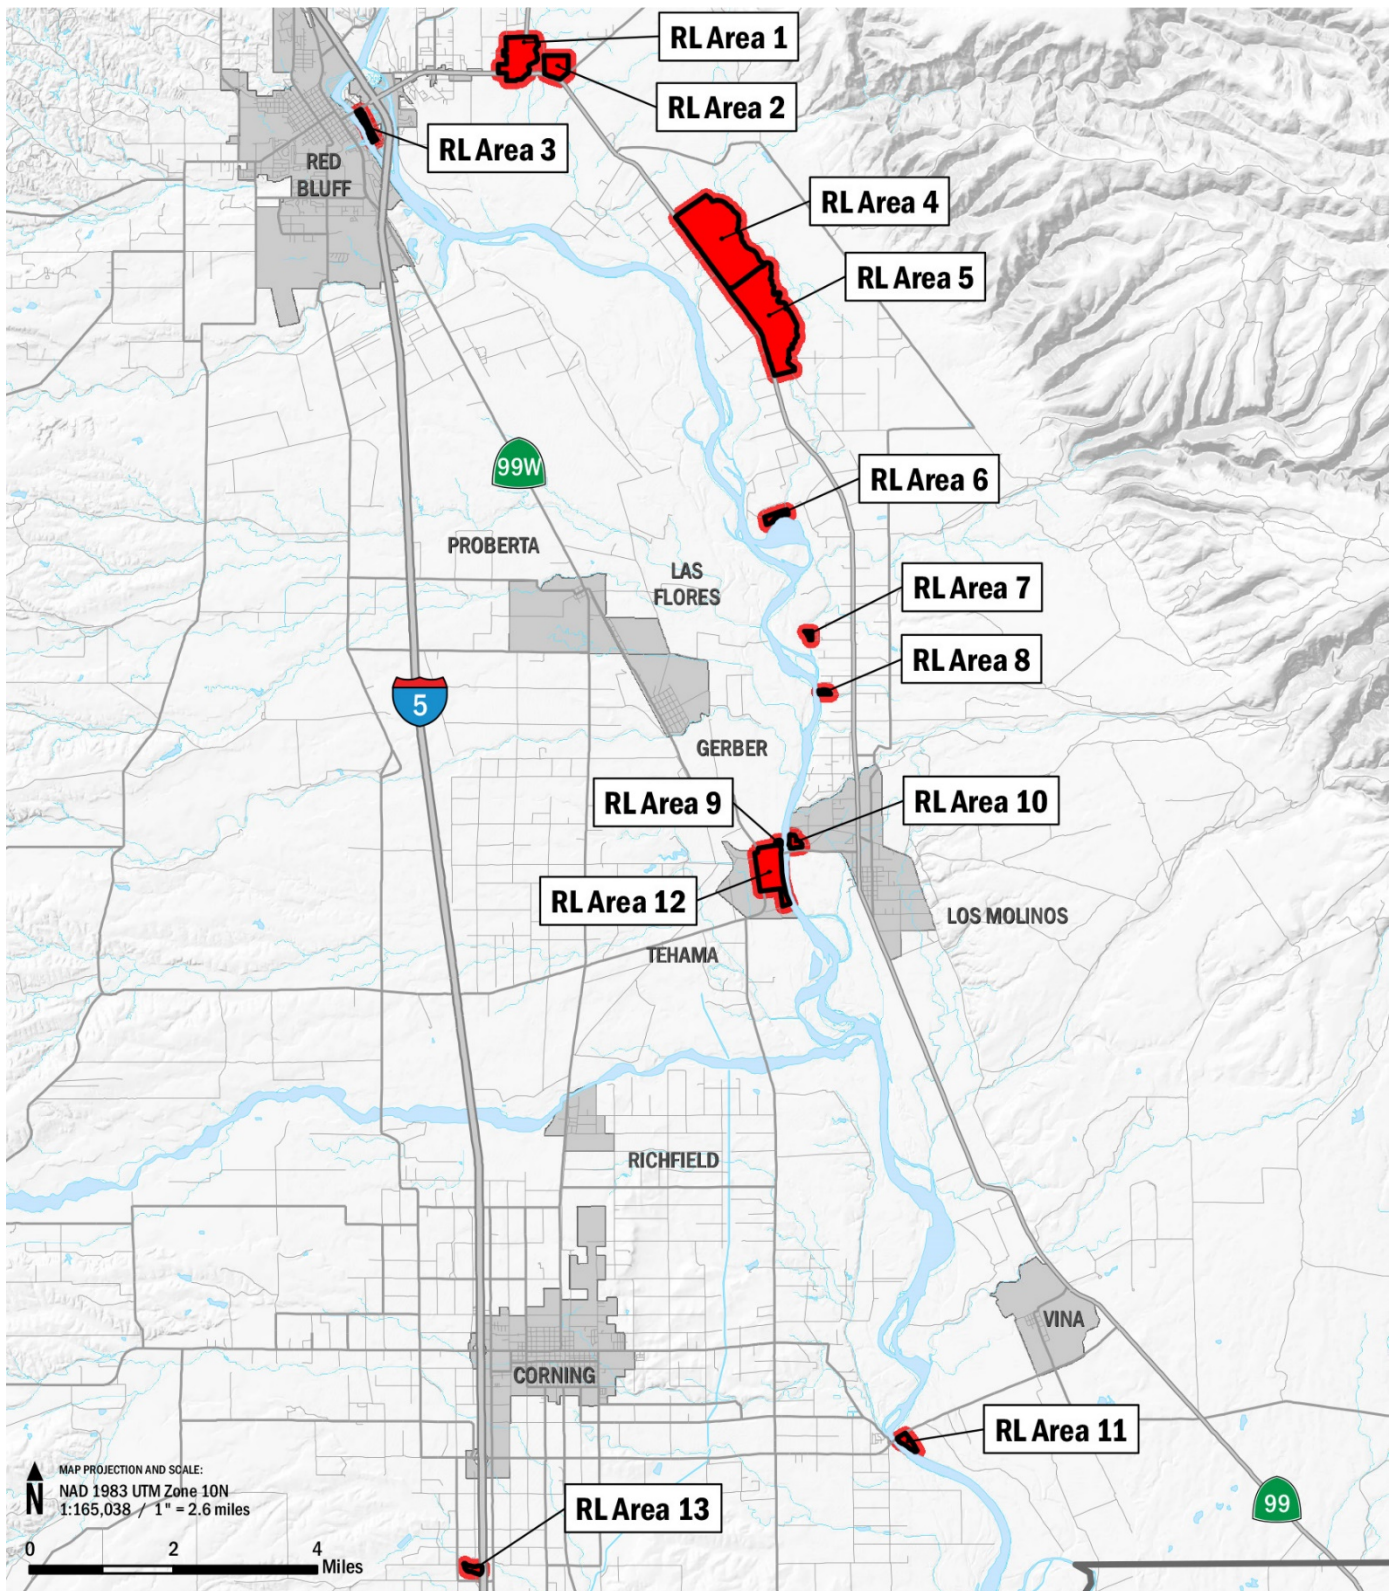 RL Area 1
RL Area 2
RL Area 3
RED
BLUFF
RL Area 4
RL Area 5
99W
RL Area 6
PROBERTA
LAS
FLORES
RL Area 7
RL Area 8
5
GERBER
RL Area 9
RL Area 10
RL Area 12
LOS MOLINOS
TEHAMA
RICHFIELD
VINA
CORNING
RL Area 11
MAP PROJECTION AND SCALE:
N
NAD 1983 UTM Zone 10N
1:165,038 / 1" = 2.6 miles
RL Area 13
99
0 2 4
Miles